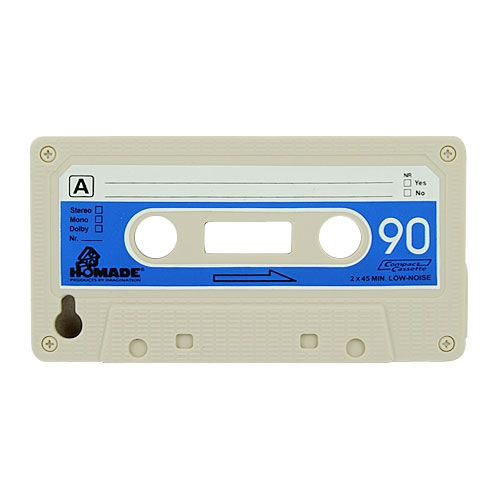 A
NR
Yes
No
Stereo
Mono
Dolby
Nr.
90
Compact
Cassette
HOMADE®
PRODUCTS BY IMAGINATION
2 x 45 MIN. LOW-NOISE